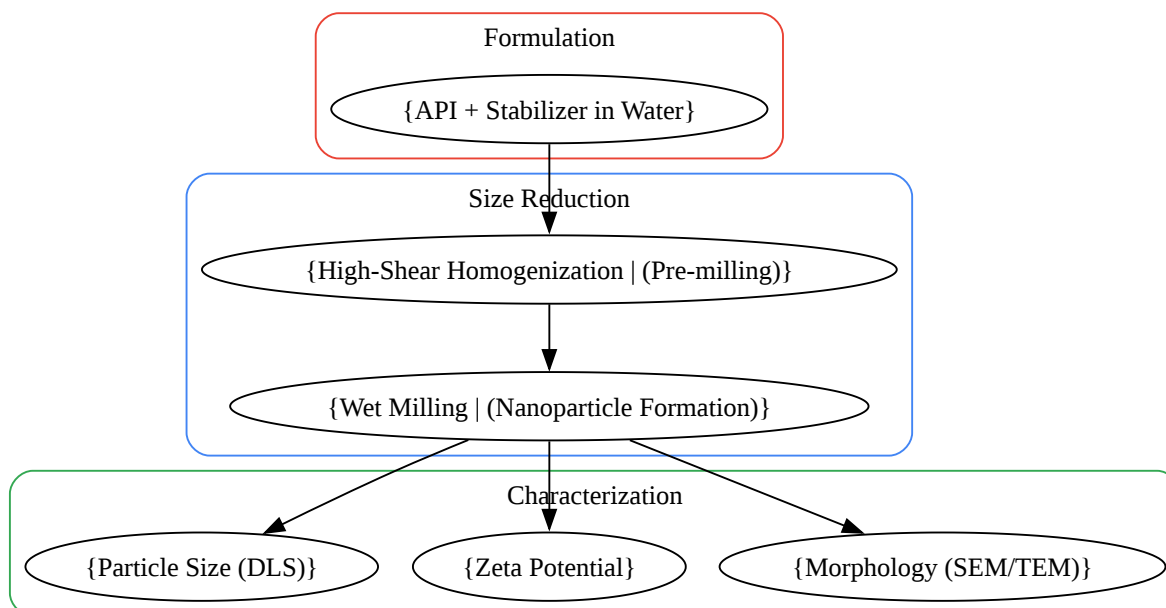 Formulation
{API + Stabilizer in Water}
Size Reduction
{High-Shear Homogenization | (Pre-milling)}
{Wet Milling | (Nanoparticle Formation)}
Characterization
{Particle Size (DLS)}
{Zeta Potential}
{Morphology (SEM/TEM)}